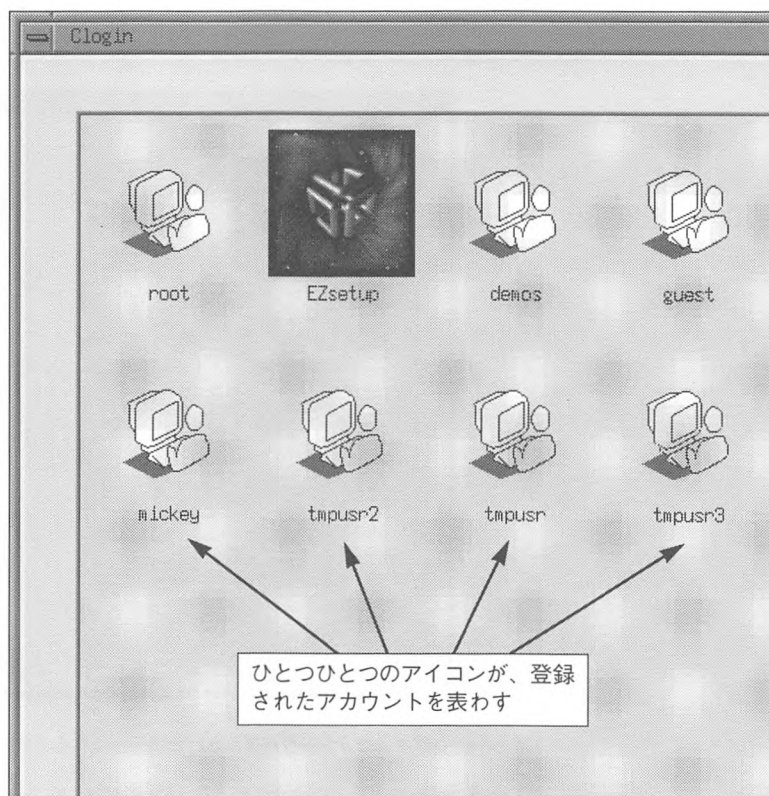 Clogin
root
EZsetup
demos
guest
mickey
tmpusr2
tmpusr
tmpusr3
ひとつひとつのアイコンが、登録
されたアカウントを表わす